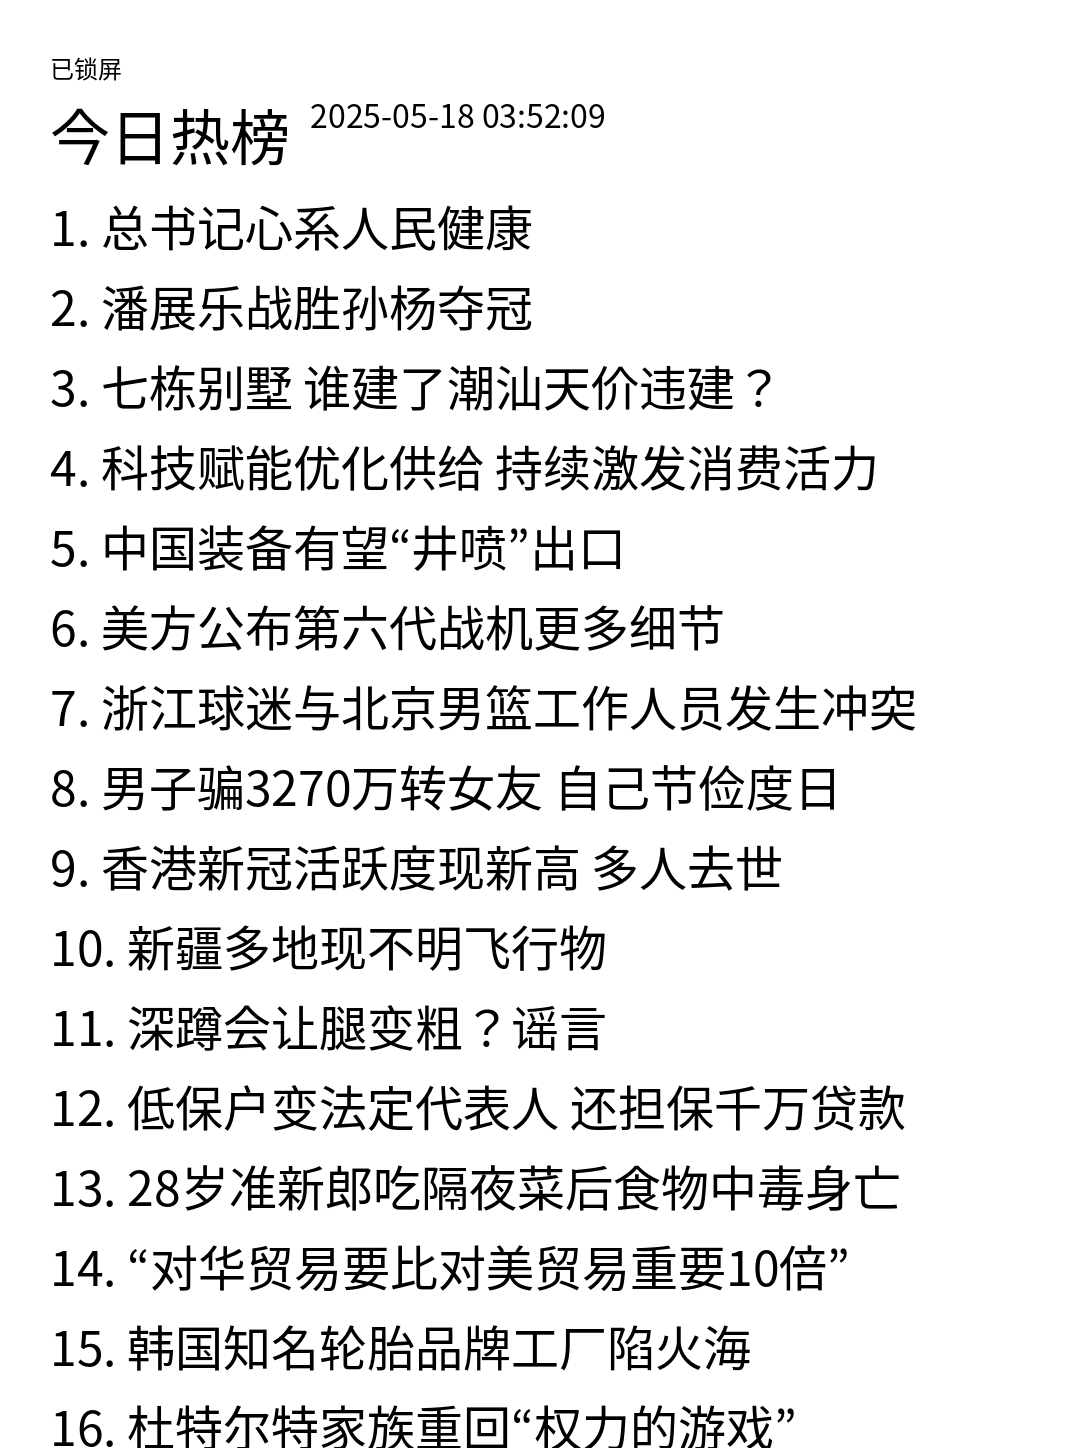 已锁屏
今日热榜 2025-05-18 03:52:09
1. 总书记心系人民健康
2. 潘展乐战胜孙杨夺冠
3. 七栋别墅 谁建了潮汕天价违建？
4. 科技赋能优化供给 持续激发消费活力
5. 中国装备有望“井喷”出口
6. 美方公布第六代战机更多细节
7. 浙江球迷与北京男篮工作人员发生冲突
8. 男子骗3270万转女友 自己节俭度日
9. 香港新冠活跃度现新高 多人去世
10. 新疆多地现不明飞行物
11. 深蹲会让腿变粗？谣言
12. 低保户变法定代表人 还担保千万贷款
13. 28岁准新郎吃隔夜菜后食物中毒身亡
14. “对华贸易要比对美贸易重要10倍”
15. 韩国知名轮胎品牌工厂陷火海
16. 杜特尔特家族重回“权力的游戏”